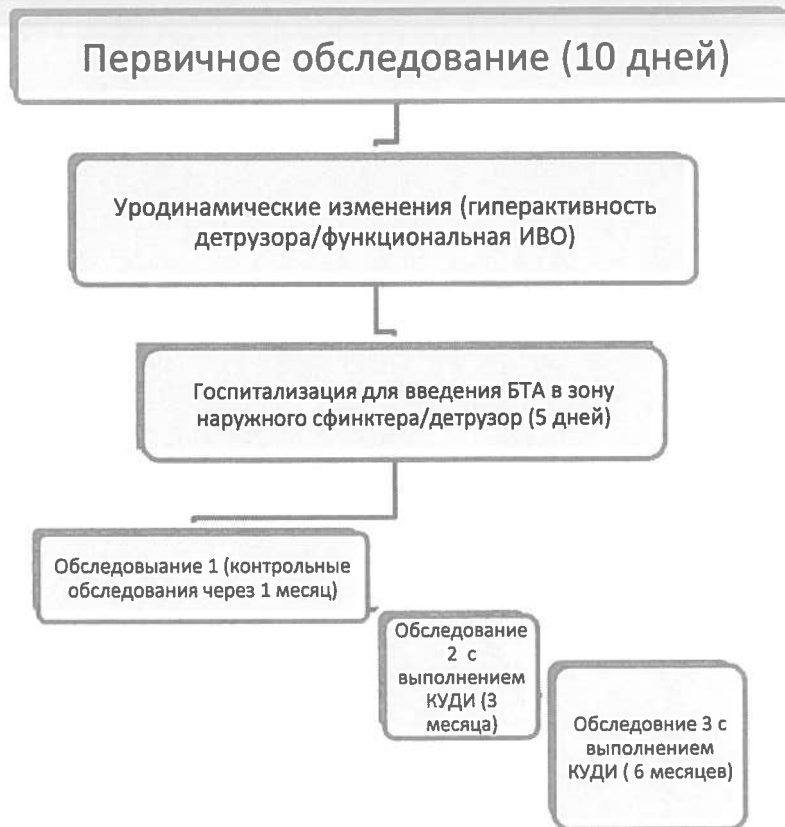 Первичное обследование (10 дней)
Уродинамические изменения (гиперактивность
детрузора/функциональная ИВО)
Госпитализация для введения БТА в зону
наружного сфинктера/детрузор (5 дней)
Обследовыание 1 (контрольные
обследования через 1 месяц)
Обследование
2 с
выполнением
КУДИ (3
месяца)
Обследовние 3 с
выполнением
КУДИ ( 6 месяцев)